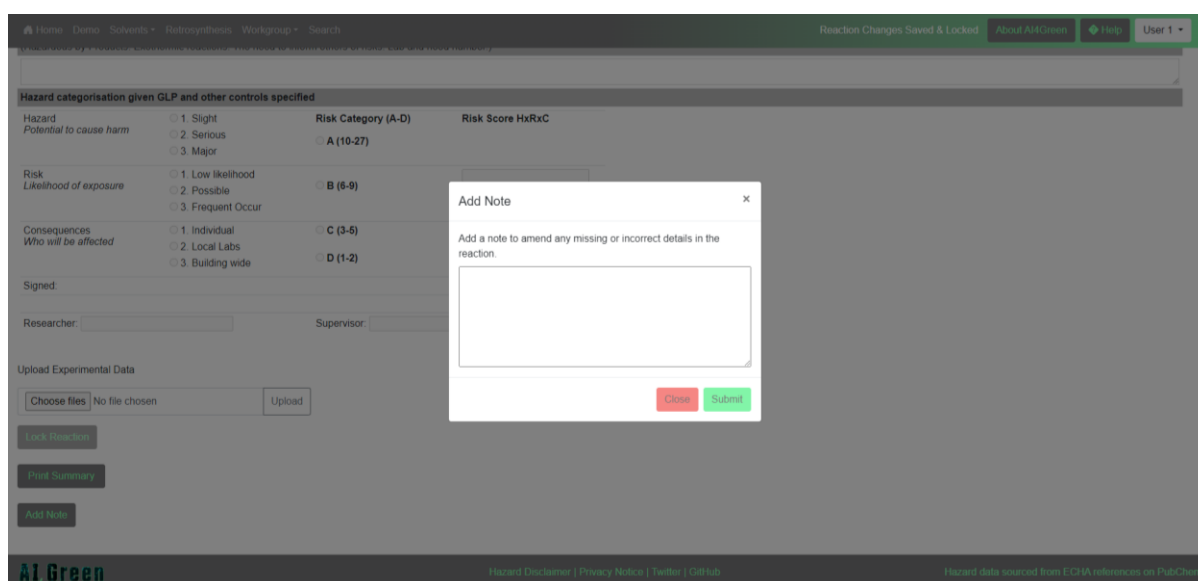 Home Demo Solvents Retrosynthesis Workgroup Search Reaction Changes Saved & Locked About AI4Green Help User 1
Hazard categorisation given GLP and other controls specified
Hazard 1. Slight Risk Category (A-D) Risk Score HxRxC
Potential to cause harm 2. Serious A (10-27)
3. Major
Risk 1. Low likelihood
Likelihood of exposure 2. Possible B (6-9)
3. Frequent Occur
Consequences 1. Individual C (3-5)
Who will be affected 2. Local Labs
3. Building wide D (1-2)
Signed:
Researcher: Supervisor:
Add Note ×
Add a note to amend any missing or incorrect details in the
reaction.
Close Submit
Upload Experimental Data
Choose files No file chosen Upload
Lock Reaction
Print Summary
Add Note
AI Green Hazard Disclaimer | Privacy Notice | Twitter | GitHub Hazard data sourced from ECHA references on PubChem